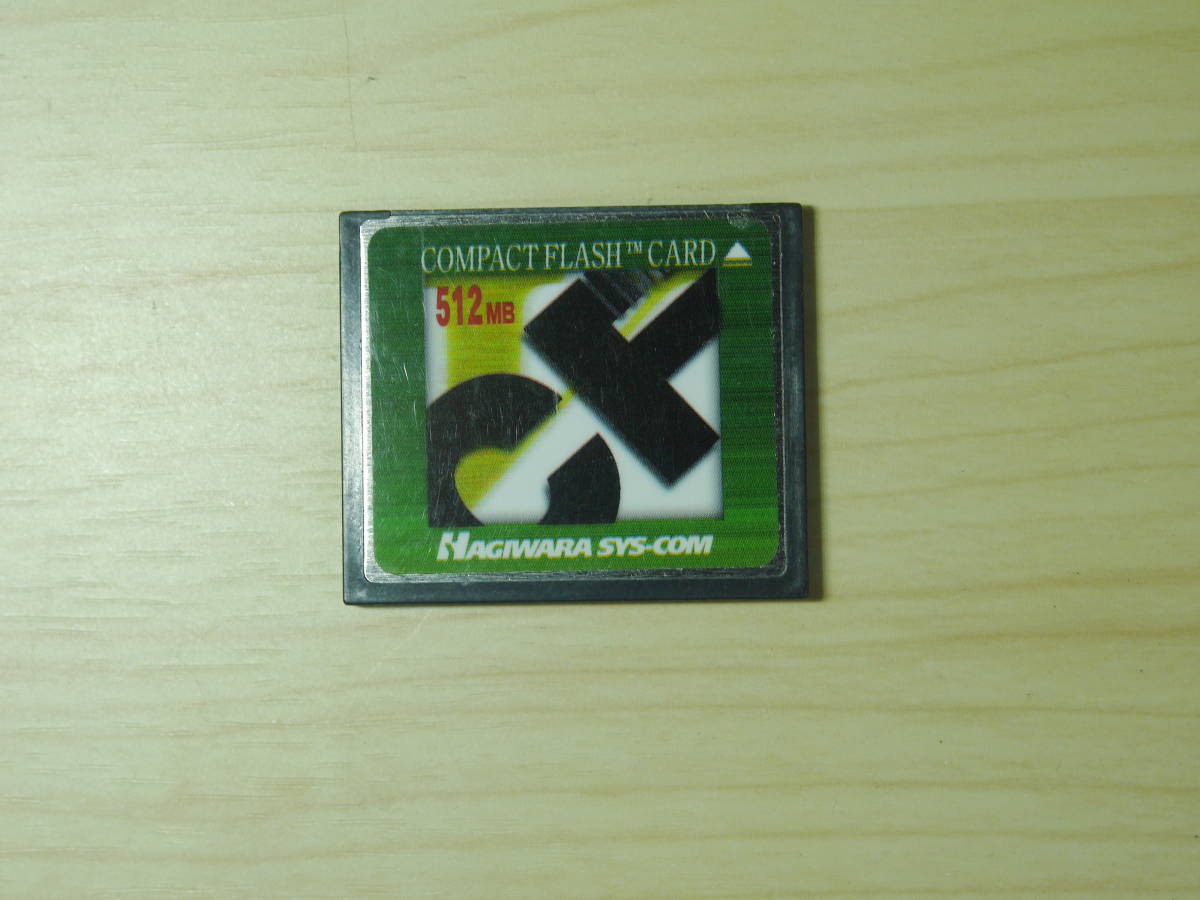 COMPACT FLASH™ CARD
512MB
HAGIWARA SYS-COM